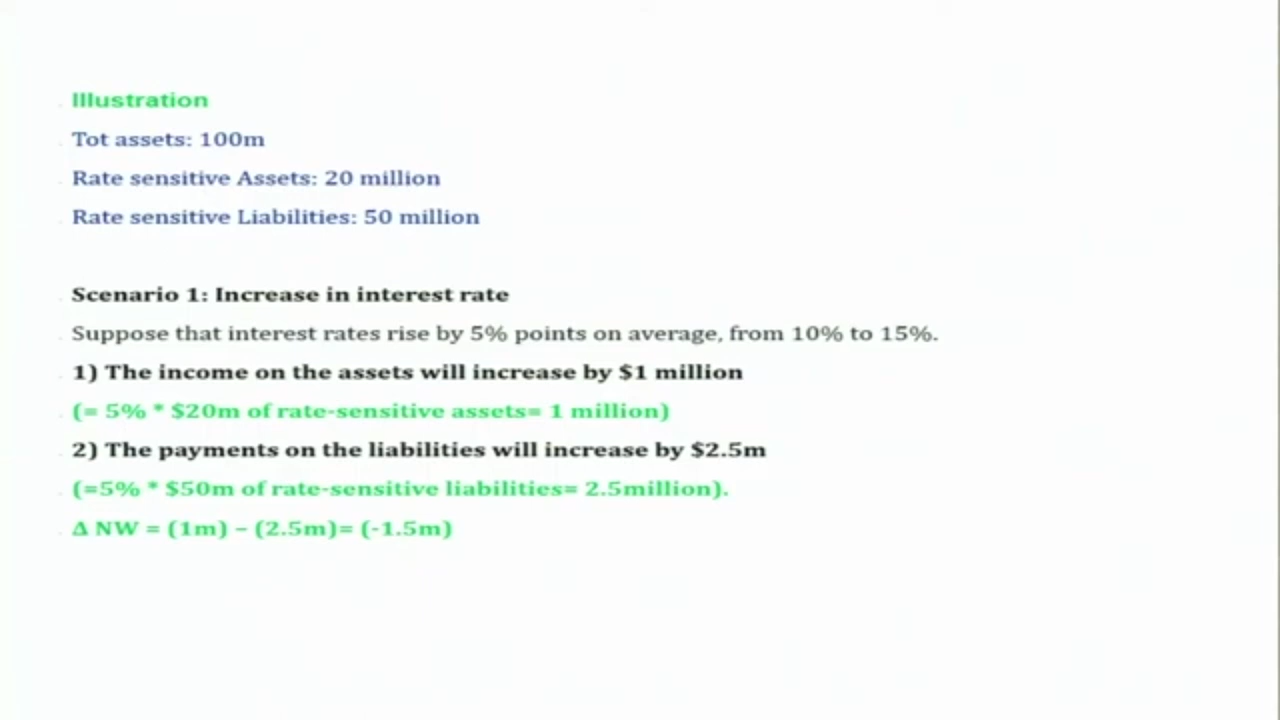 Illustration
Tot assets: 100m
Rate sensitive Assets: 20 million
Rate sensitive Liabilities: 50 million
Scenario 1: Increase in interest rate
Suppose that interest rates rise by 5% points on average, from 10% to 15%.
1) The income on the assets will increase by $1 million
(= 5% * $20m of rate-sensitive assets= 1 million)
2) The payments on the liabilities will increase by $2.5m
(=5% * $50m of rate-sensitive liabilities= 2.5million).
Δ NW = (1m) – (2.5m)= (-1.5m)